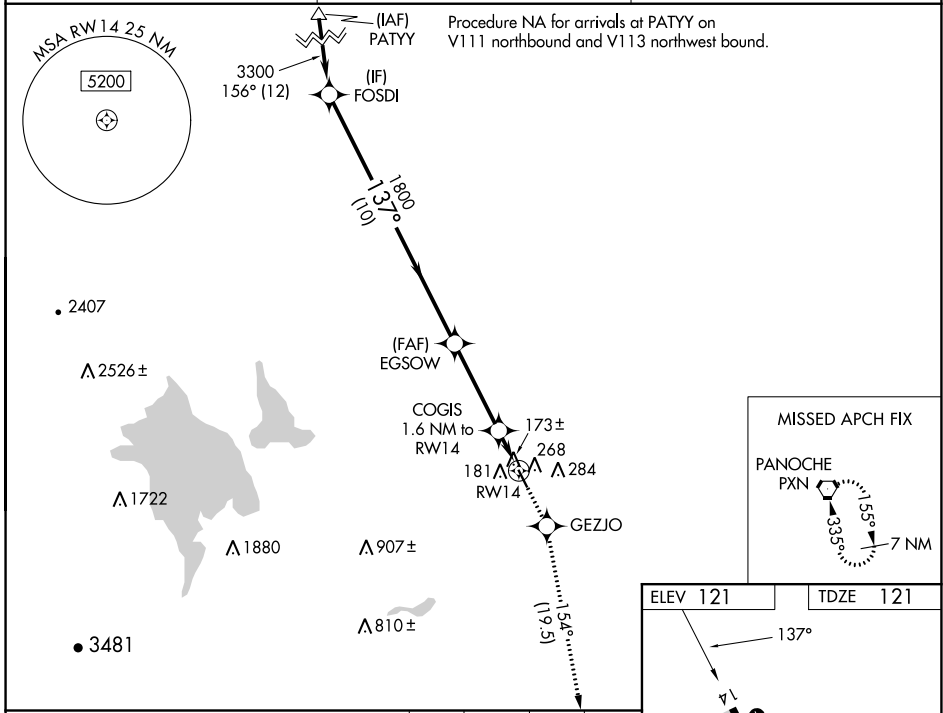 MSA RW14 25 NM
5200
(IAF)
PATYY
Procedure NA for arrivals at PATYY on
V111 northbound and V113 northwest bound.
3300
156° (12)
(IF)
FOSDI
1800
137°
(10)
2407
2526±
(FAF)
EGSOW
COGIS
1.6 NM to
RW14
173±
268
181
284
RW14
1722
1880
907±
GEZJO
810±
3481
154°
(19.5)
MISSED APCH FIX
PANOCHE
PXN
155°
335°
7 NM
ELEV 121
TDZE 121
137°
14